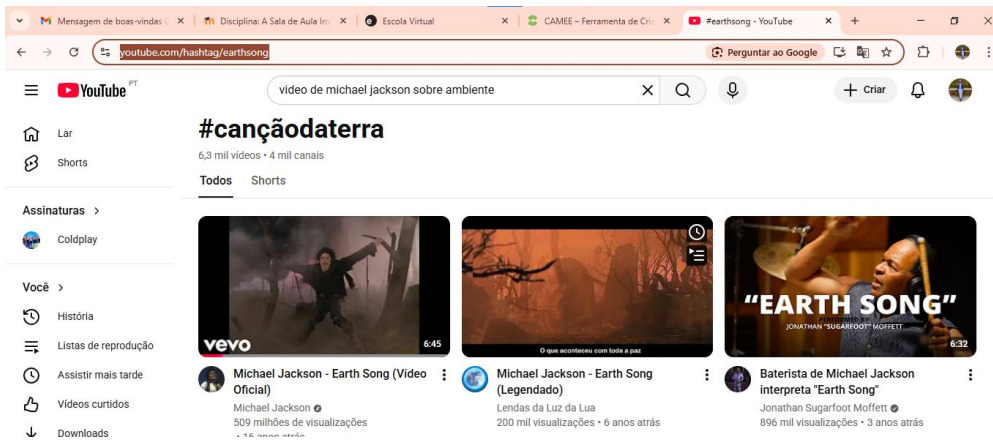 Mensagem de boas-vindas
Disciplina: A Sala de Aula In
Escola Virtual
CAMEE – Ferramenta de Cri
#earthsong - YouTube
youtube.com/hashtag/earthsong
Perguntar ao Google
YouTube PT
video de michael jackson sobre ambiente
Criar
Lar
Shorts
Assinaturas
Coldplay
Você
História
Listas de reprodução
Assistir mais tarde
Vídeos curtidos
Downloads
#cançãodaterra
6,3 mil vídeos • 4 mil canais
Todos Shorts
vevo
6:45
Michael Jackson - Earth Song (Vídeo
Oficial)
Michael Jackson
509 milhões de visualizações
• 16 anos atrás
O que aconteceu com toda a paz
Michael Jackson - Earth Song
(Legendado)
Lendas da Luz da Lua
200 mil visualizações • 6 anos atrás
"EARTH SONG"
PERFORMED BY
JONATHAN "SUGARFOOT" MOFFETT
6:32
Baterista de Michael Jackson
interpreta "Earth Song"
Jonathan Sugarfoot Moffett
896 mil visualizações • 3 anos atrás